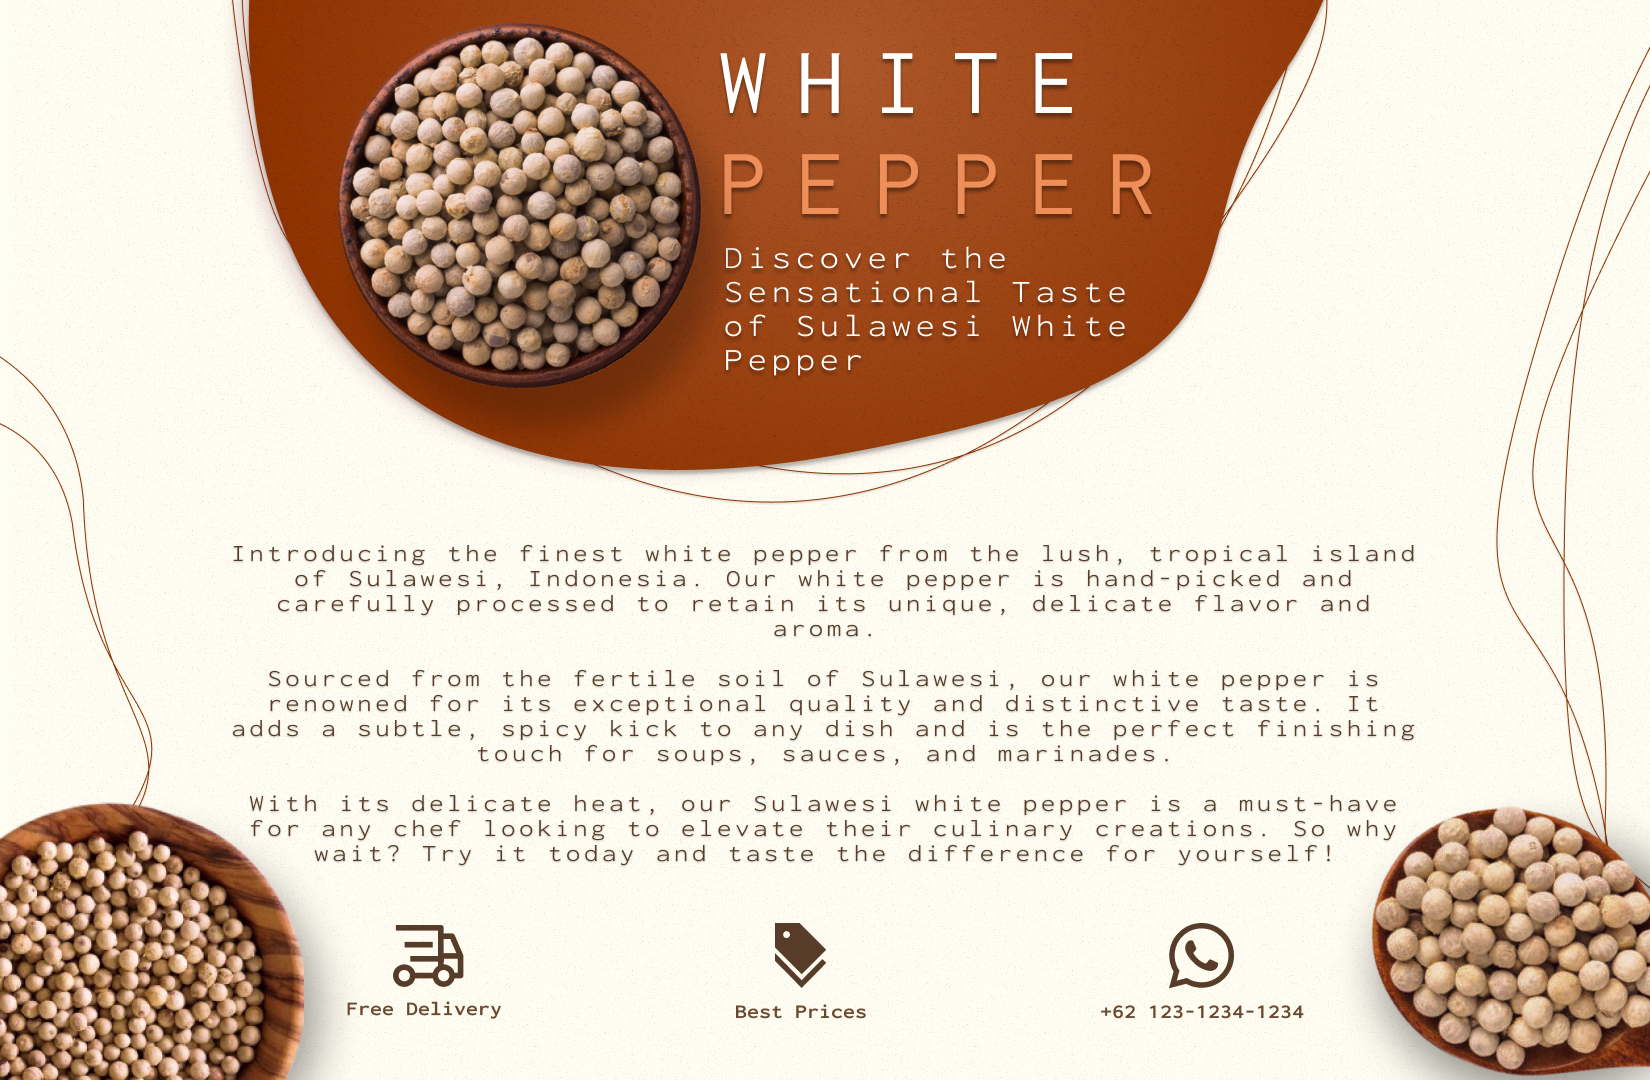 WHITE
PEPPER
Discover the
Sensational Taste
of Sulawesi White
Pepper
Introducing the finest white pepper from the lush, tropical island
of Sulawesi, Indonesia. Our white pepper is hand-picked and
carefully processed to retain its unique, delicate flavor and
aroma.
Sourced from the fertile soil of Sulawesi, our white pepper is
renowned for its exceptional quality and distinctive taste. It
adds a subtle, spicy kick to any dish and is the perfect finishing
touch for soups, sauces, and marinades.
With its delicate heat, our Sulawesi white pepper is a must-have
for any chef looking to elevate their culinary creations. So why
wait? Try it today and taste the difference for yourself!
Free Delivery
Best Prices
+62 123-1234-1234